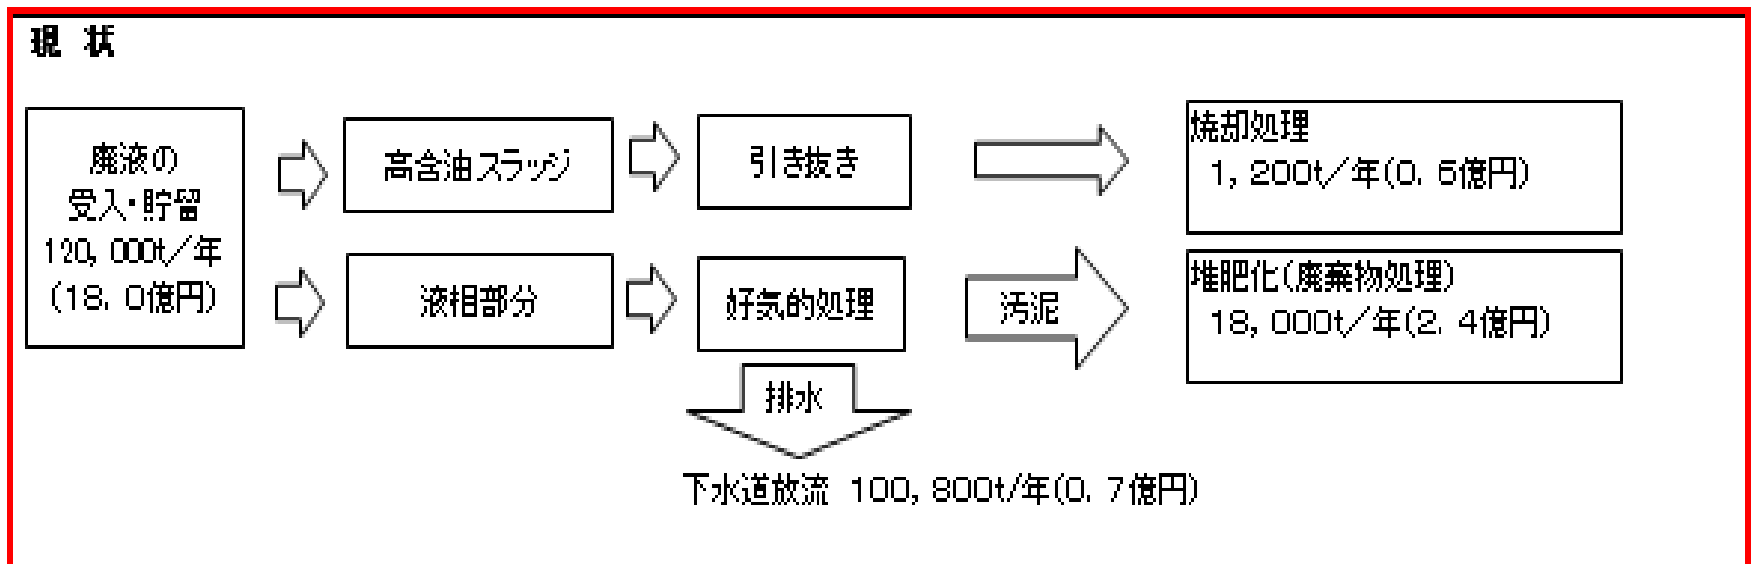 現 状
廃液の
受入・貯留
120, 000t/年
(18. 0億円)
高含油スラッジ
引き抜き
焼却処理
1, 200t/年(0. 6億円)
液相部分
好気的処理
汚泥
堆肥化(廃棄物処理)
18, 000t/年(2. 4億円)
排水
下水道放流 100, 800t/年(0. 7億円)